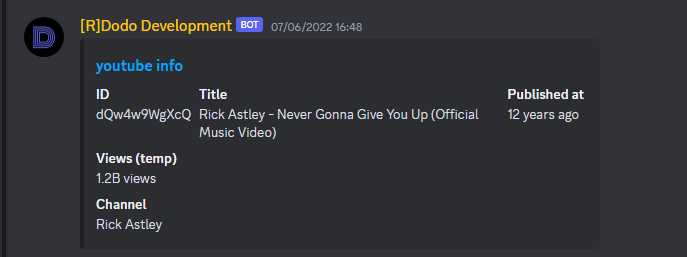 [R]Dodo Development BOT 07/06/2022 16:48
youtube info
ID Title Published at
dQw4w9WgXcQ Rick Astley - Never Gonna Give You Up (Official 12 years ago
Music Video)
Views (temp)
1.2B views
Channel
Rick Astley